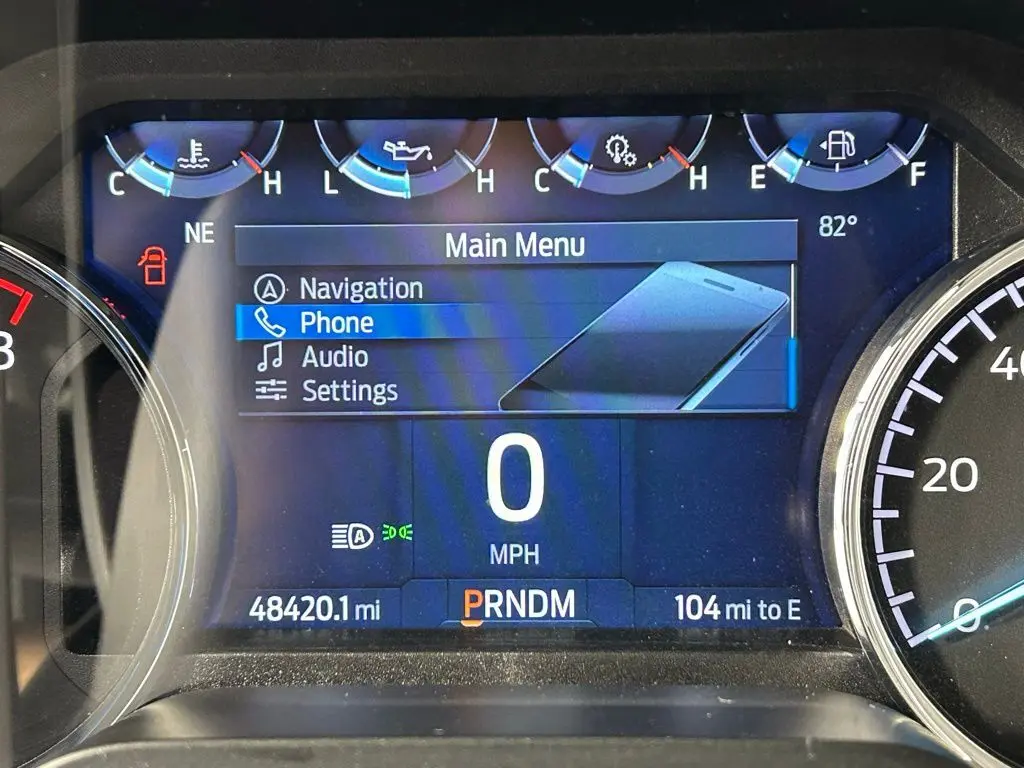 C H L H C H E F
NE 82°
Main Menu
Navigation
Phone
Audio
Settings
0
MPH
A
48420.1 mi PRNDM 104 mi to E
20
0